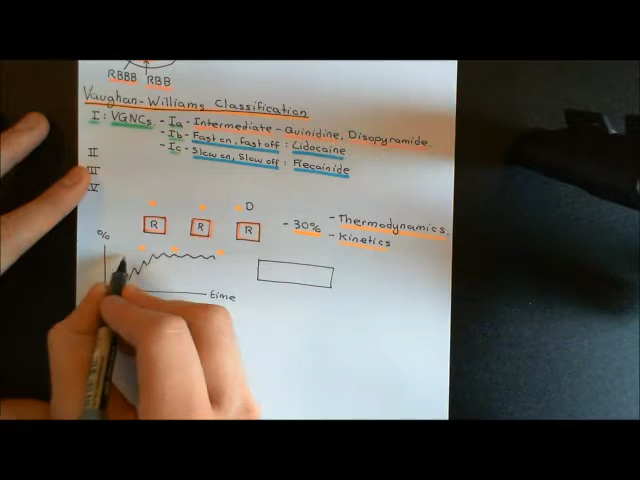 RBBB RBB
Vaughan-Williams Classification
I : VGNCs - Ia - Intermediate - Quinidine, Disopyramide.
- Ib - Fast on, fast off : Lidocaine
- Ic - Slow on, slow off : Flecainide
II
III
IV
D
R R R
- 30% - Thermodynamics.
- Kinetics
%
time